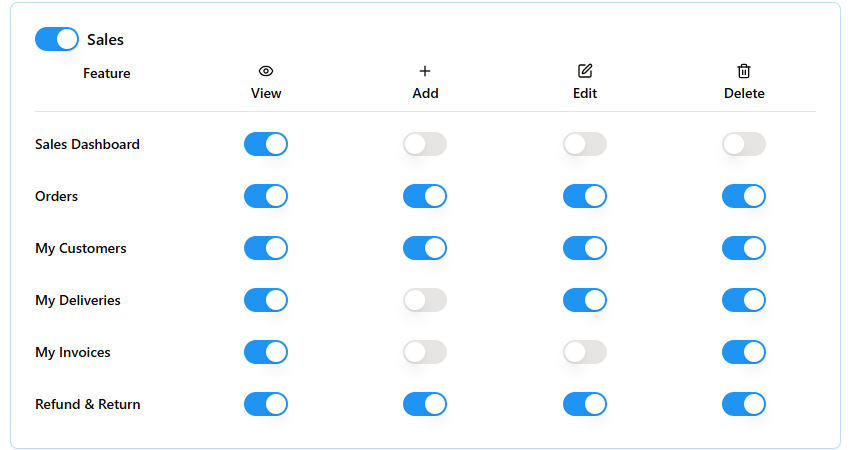 Sales
Feature View Add Edit Delete
Sales Dashboard
Orders
My Customers
My Deliveries
My Invoices
Refund & Return